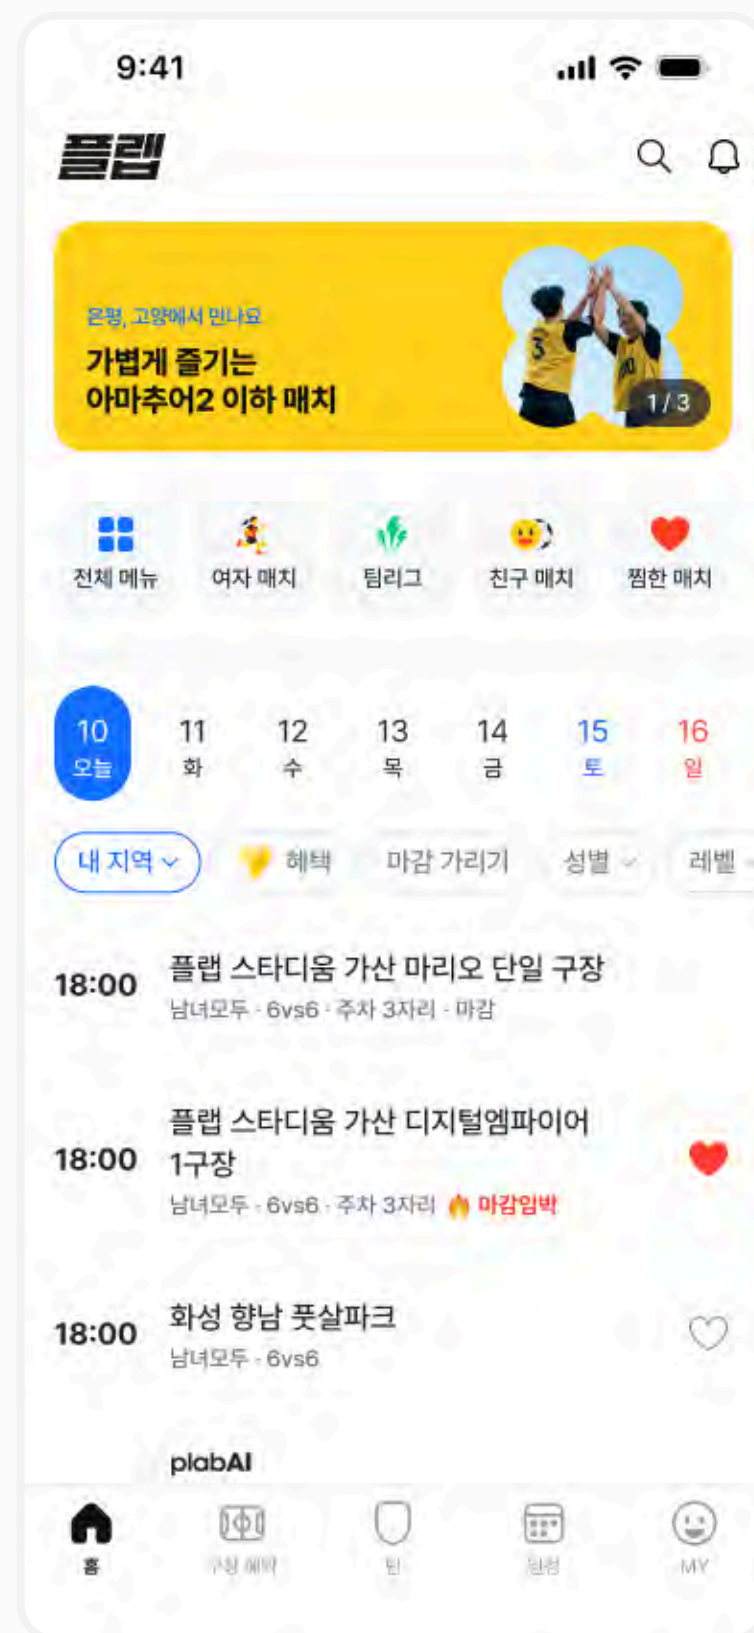 9:41
플랩
은평, 고양에서 만나요
가볍게 즐기는
아마추어2 이하 매치
1 / 3
전체 메뉴
여자 매치
팀리그
친구 매치
찜한 매치
10 11 12 13 14 15 16
오늘 화 수 목 금 토 일
내 지역
혜택
마감 가리기
성별
레벨
18:00
플랩 스타디움 가산 마리오 단일 구장
남녀모두 · 6vs6 · 주차 3자리 · 마감
18:00
플랩 스타디움 가산 디지털엠파이어
1구장
남녀모두 · 6vs6 · 주차 3자리 마감임박
18:00
화성 향남 풋살파크
남녀모두 · 6vs6
plabAI
홈
구장 예약
팀
일정
MY